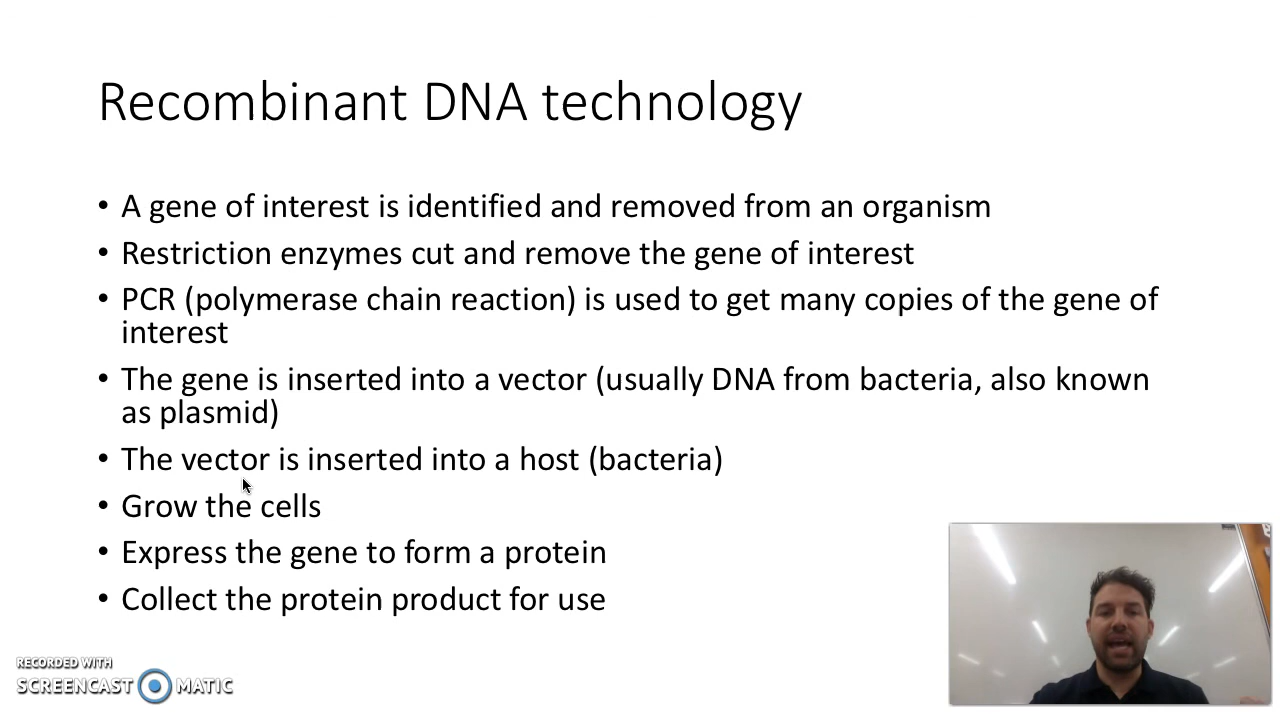 Recombinant DNA technology
• A gene of interest is identified and removed from an organism
• Restriction enzymes cut and remove the gene of interest
• PCR (polymerase chain reaction) is used to get many copies of the gene of
interest
• The gene is inserted into a vector (usually DNA from bacteria, also known
as plasmid)
• The vector is inserted into a host (bacteria)
• Grow the cells
• Express the gene to form a protein
• Collect the protein product for use
RECORDED WITH
SCREENCAST MATIC